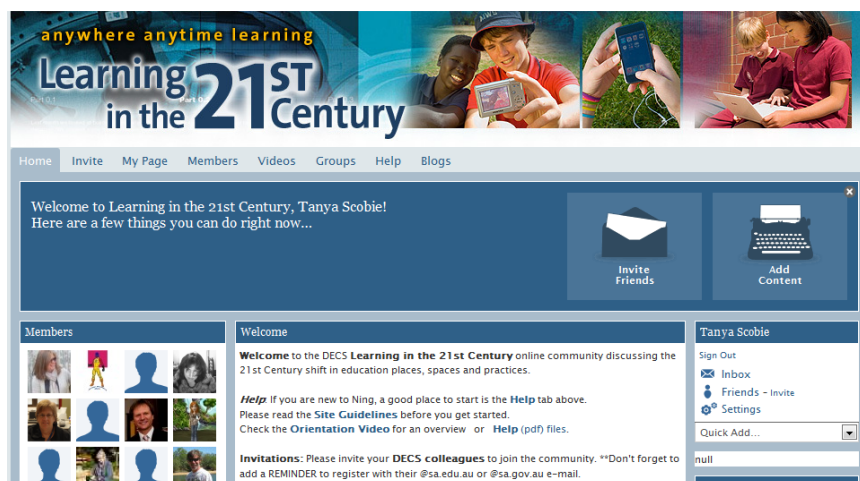 anywhere anytime learning
Learning
in the 21ST
Century
Part 0.1
Part 0.
Home Invite My Page Members Videos Groups Help Blogs
Welcome to Learning in the 21st Century, Tanya Scobie!
Here are a few things you can do right now...
Invite
Friends
Add
Content
Members
Welcome
Welcome to the DECS Learning in the 21st Century online community discussing the
21st Century shift in education places, spaces and practices.
Help: If you are new to Ning, a good place to start is the Help tab above.
Please read the Site Guidelines before you get started.
Check the Orientation Video for an overview or Help (pdf) files.
Invitations: Please invite your DECS colleagues to join the community. **Don't forget to
add a REMINDER to register with their @sa.edu.au or @sa.gov.au e-mail.
Tanya Scobie
Sign Out
Inbox
Friends - Invite
Settings
Quick Add...
null